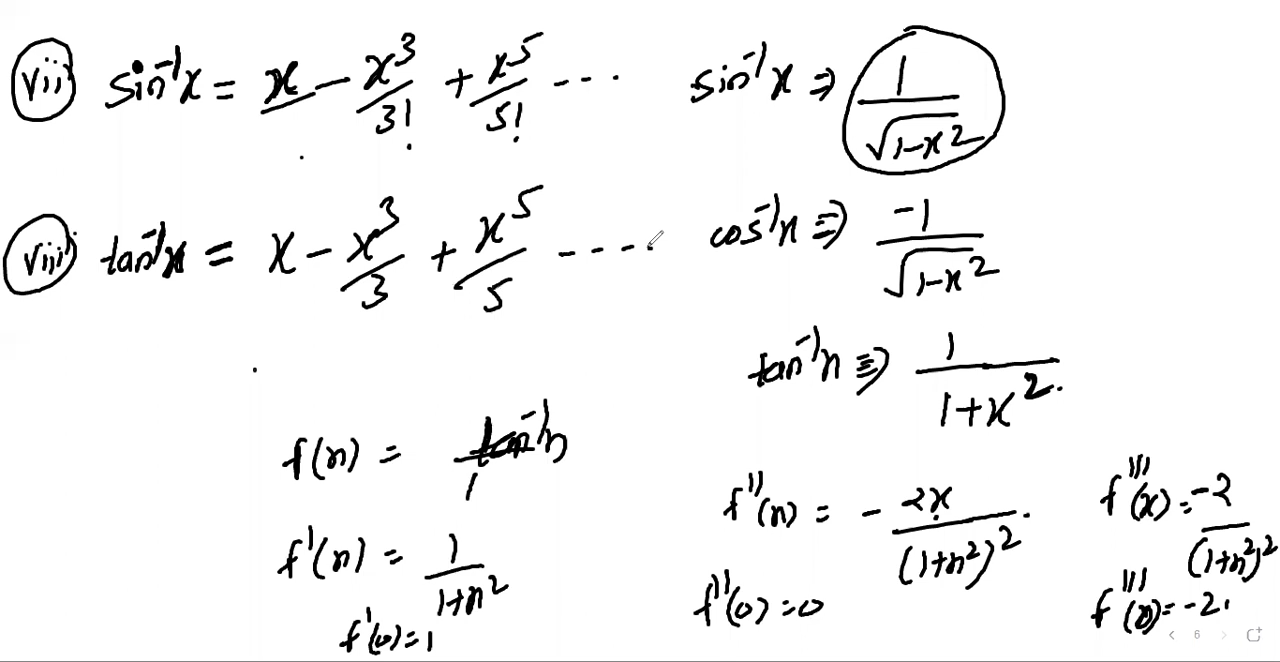 vii) sin⁻¹x = x - x³/3! + x⁵/5! ----
sin⁻¹x ⇒ 1/√(1-x²)
viii) tan⁻¹x = x - x³/3 + x⁵/5 ----.
cos⁻¹x ⇒ -1/√(1-x²)
tan⁻¹x ⇒ 1/(1+x²).
f(x) = tan⁻¹x
f'(x) = 1/(1+x²)
f'(0)=1
f''(x) = - 2x/(1+x²)².
f''(0)=0
f'''(x)= -2/(1+x²)²
f'''(0)=-2.
6